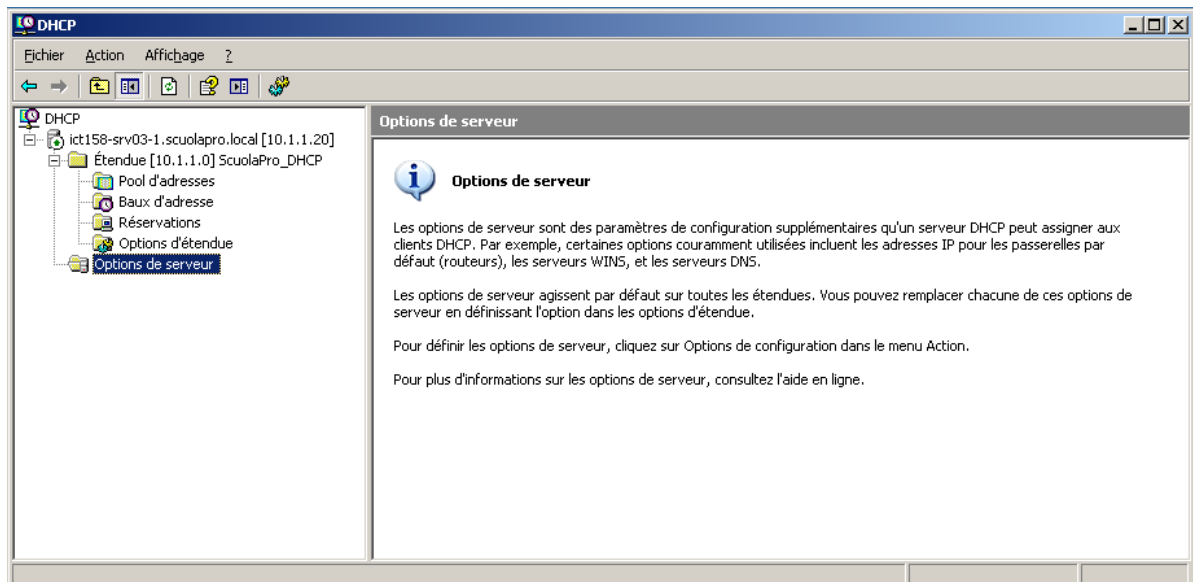 DHCP
Fichier Action Affichage ?
DHCP
ict158-srv03-1.scuolapro.local [10.1.1.20]
Étendue [10.1.1.0] ScuolaPro_DHCP
Pool d'adresses
Baux d'adresse
Réservations
Options d'étendue
Options de serveur
Options de serveur
Options de serveur
Les options de serveur sont des paramètres de configuration supplémentaires qu'un serveur DHCP peut assigner aux
clients DHCP. Par exemple, certaines options couramment utilisées incluent les adresses IP pour les passerelles par
défaut (routeurs), les serveurs WINS, et les serveurs DNS.
Les options de serveur agissent par défaut sur toutes les étendues. Vous pouvez remplacer chacune de ces options de
serveur en définissant l'option dans les options d'étendue.
Pour définir les options de serveur, cliquez sur Options de configuration dans le menu Action.
Pour plus d'informations sur les options de serveur, consultez l'aide en ligne.